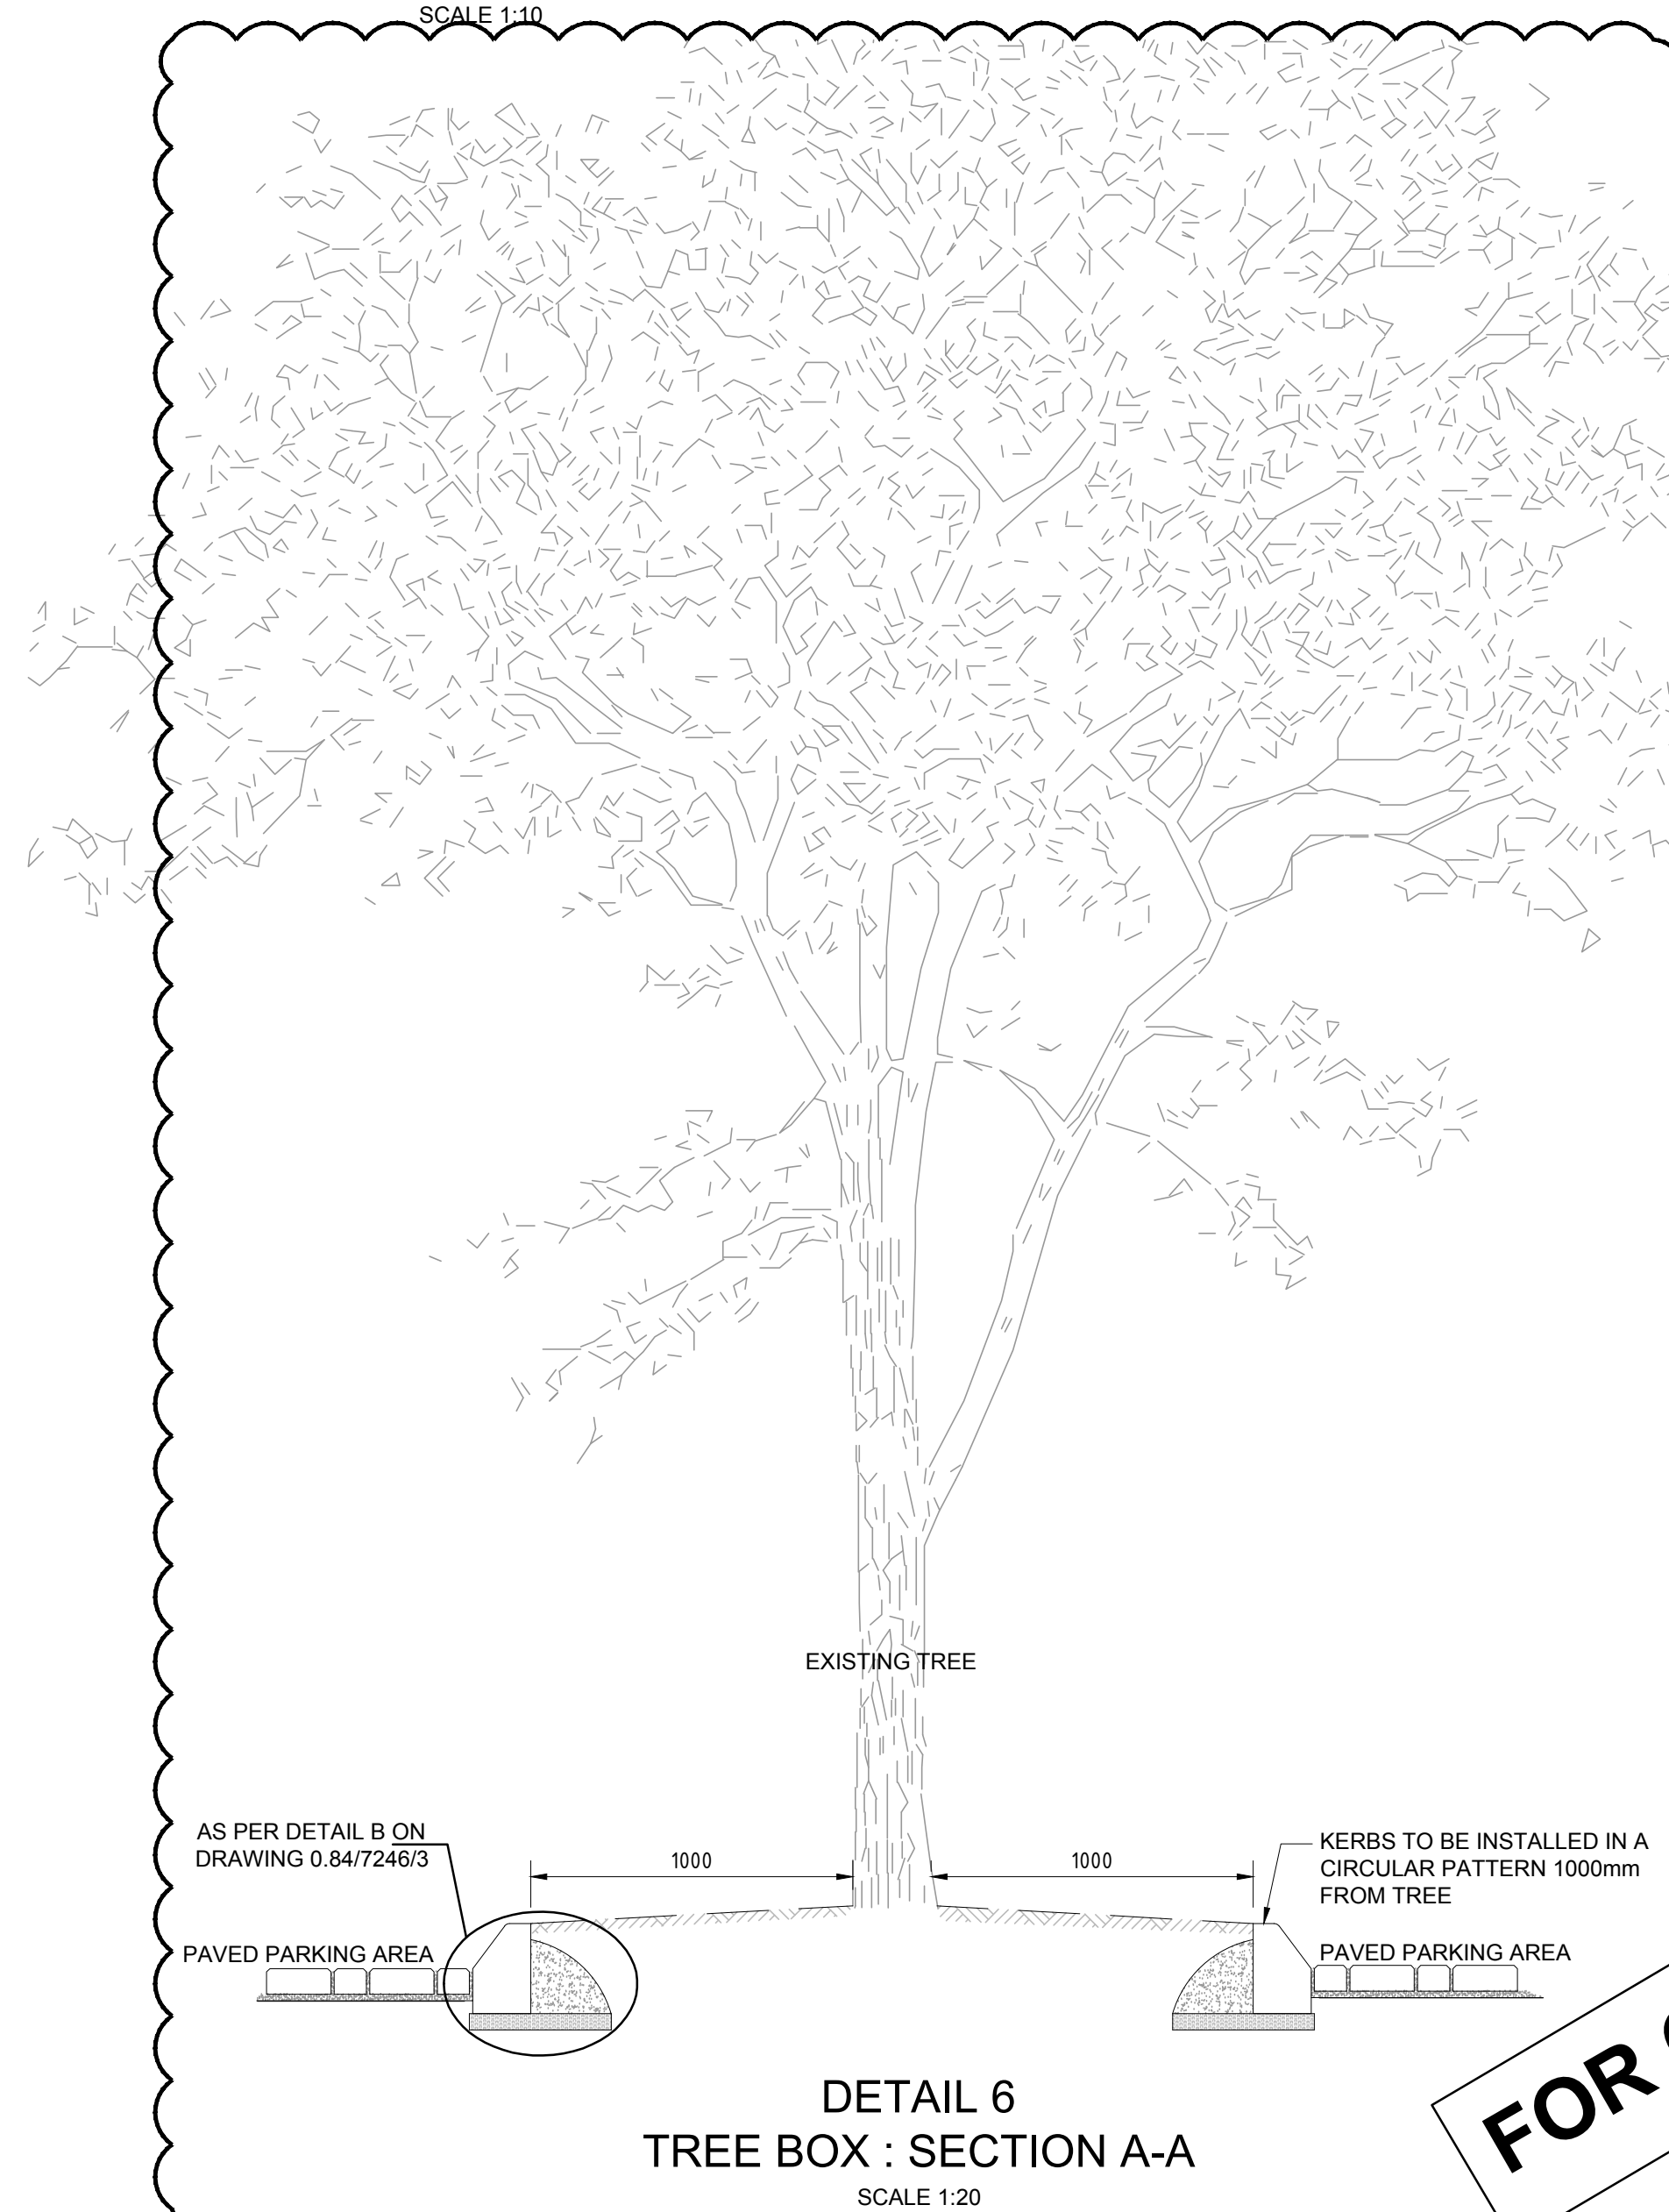 SCALE 1:10
EXISTING TREE
AS PER DETAIL B ON
DRAWING 0.84/7246/3
1000
1000
KERBS TO BE INSTALLED IN A
CIRCULAR PATTERN 1000mm
FROM TREE
PAVED PARKING AREA
PAVED PARKING AREA
DETAIL 6
TREE BOX : SECTION A-A
SCALE 1:20
FOR